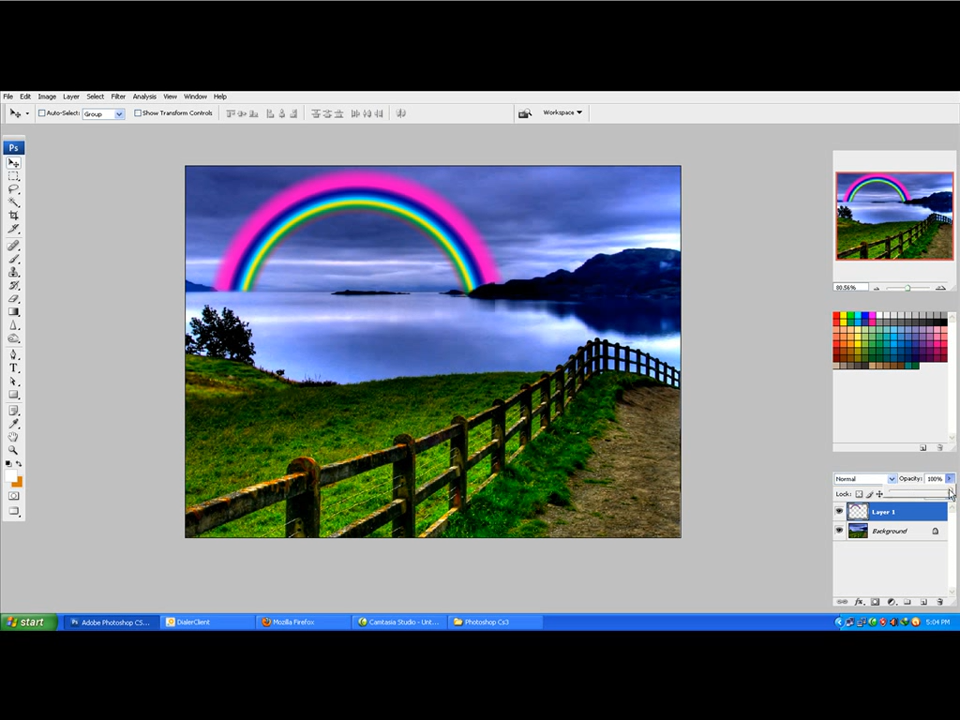 File Edit Image Layer Select Filter Analysis View Window Help
Auto-Select: Group Show Transform Controls Workspace
Ps
80.56%
T
Normal Opacity: 100%
Lock:
Layer 1
Background
fx
start Adobe Photoshop CS... DialerClient Mozilla Firefox Camtasia Studio - Unt... Photoshop Cs3 5:04 PM